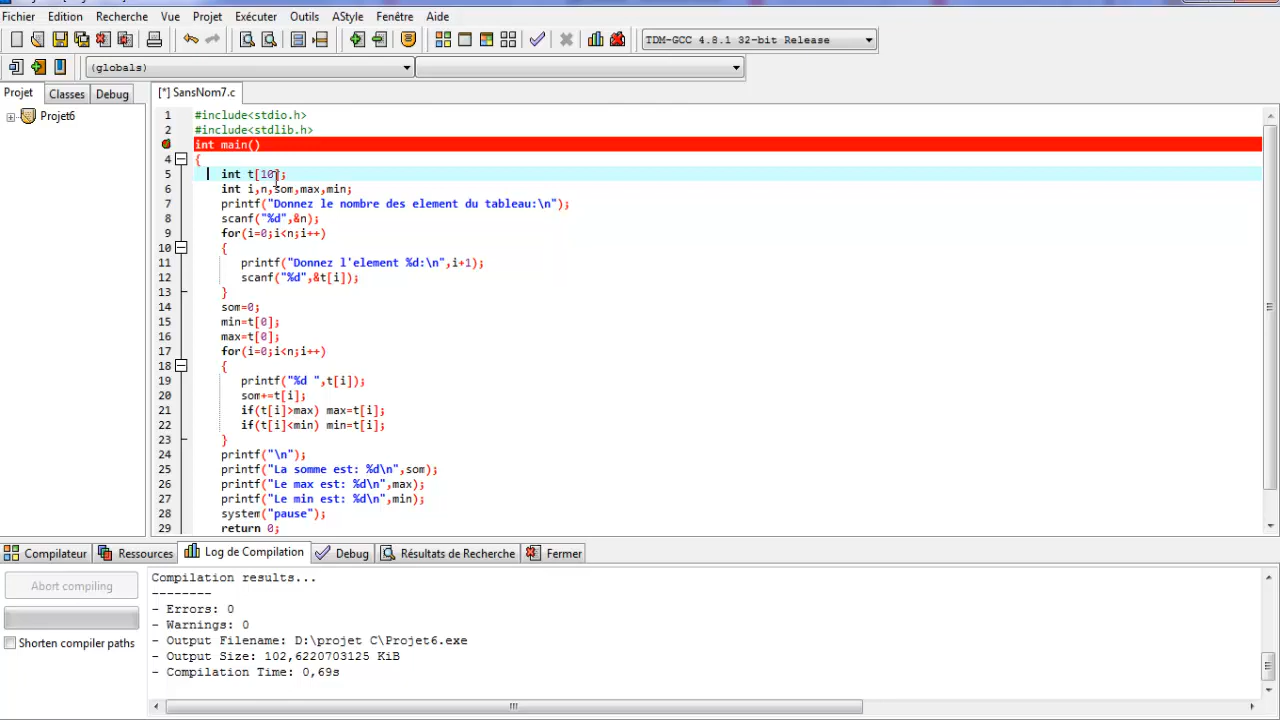 Fichier Edition Recherche Vue Projet Exécuter Outils AStyle Fenêtre Aide
TDM-GCC 4.8.1 32-bit Release
(globals)
Projet Classes Debug
[*] SansNom7.c
Projet6
1 #include<stdio.h>
2 #include<stdlib.h>
int main()
4 {
5 int t[10];
6 int i,n,som,max,min;
7 printf("Donnez le nombre des element du tableau:\n");
8 scanf("%d",&n);
9 for(i=0;i<n;i++)
10 {
11 printf("Donnez l'element %d:\n",i+1);
12 scanf("%d",&t[i]);
13 }
14 som=0;
15 min=t[0];
16 max=t[0];
17 for(i=0;i<n;i++)
18 {
19 printf("%d ",t[i]);
20 som+=t[i];
21 if(t[i]>max) max=t[i];
22 if(t[i]<min) min=t[i];
23 }
24 printf("\n");
25 printf("La somme est: %d\n",som);
26 printf("Le max est: %d\n",max);
27 printf("Le min est: %d\n",min);
28 system("pause");
29 return 0;
Compilateur Ressources Log de Compilation Debug Résultats de Recherche Fermer
Abort compiling
Shorten compiler paths
Compilation results...
--------
- Errors: 0
- Warnings: 0
- Output Filename: D:\projet C\Projet6.exe
- Output Size: 102,6220703125 KiB
- Compilation Time: 0,69s